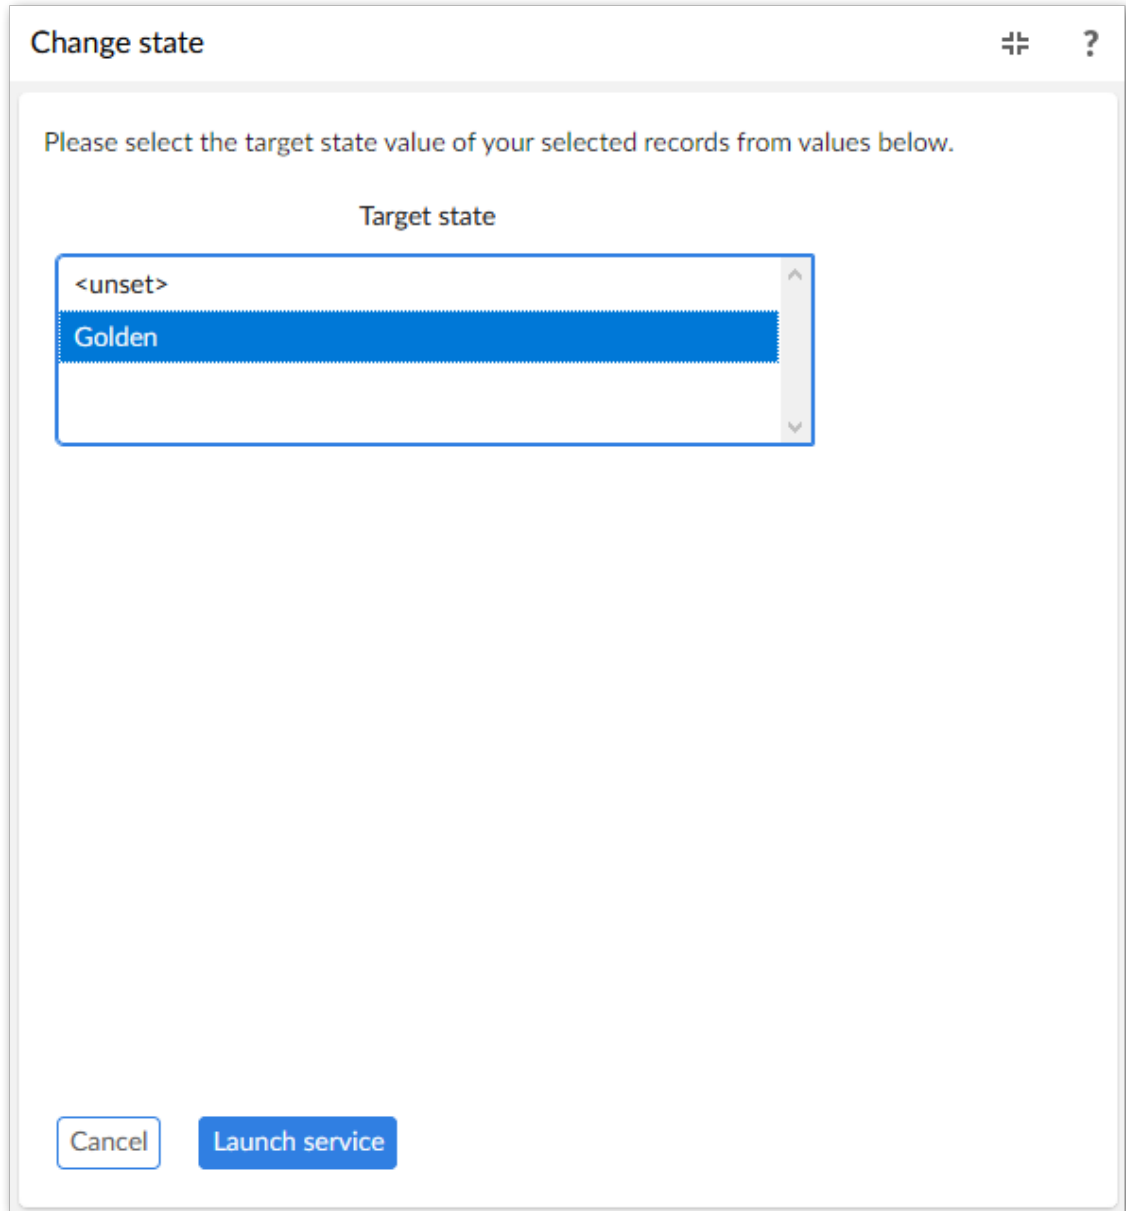 Change state
?
Please select the target state value of your selected records from values below.
Target state
<unset>
Golden
Cancel
Launch service